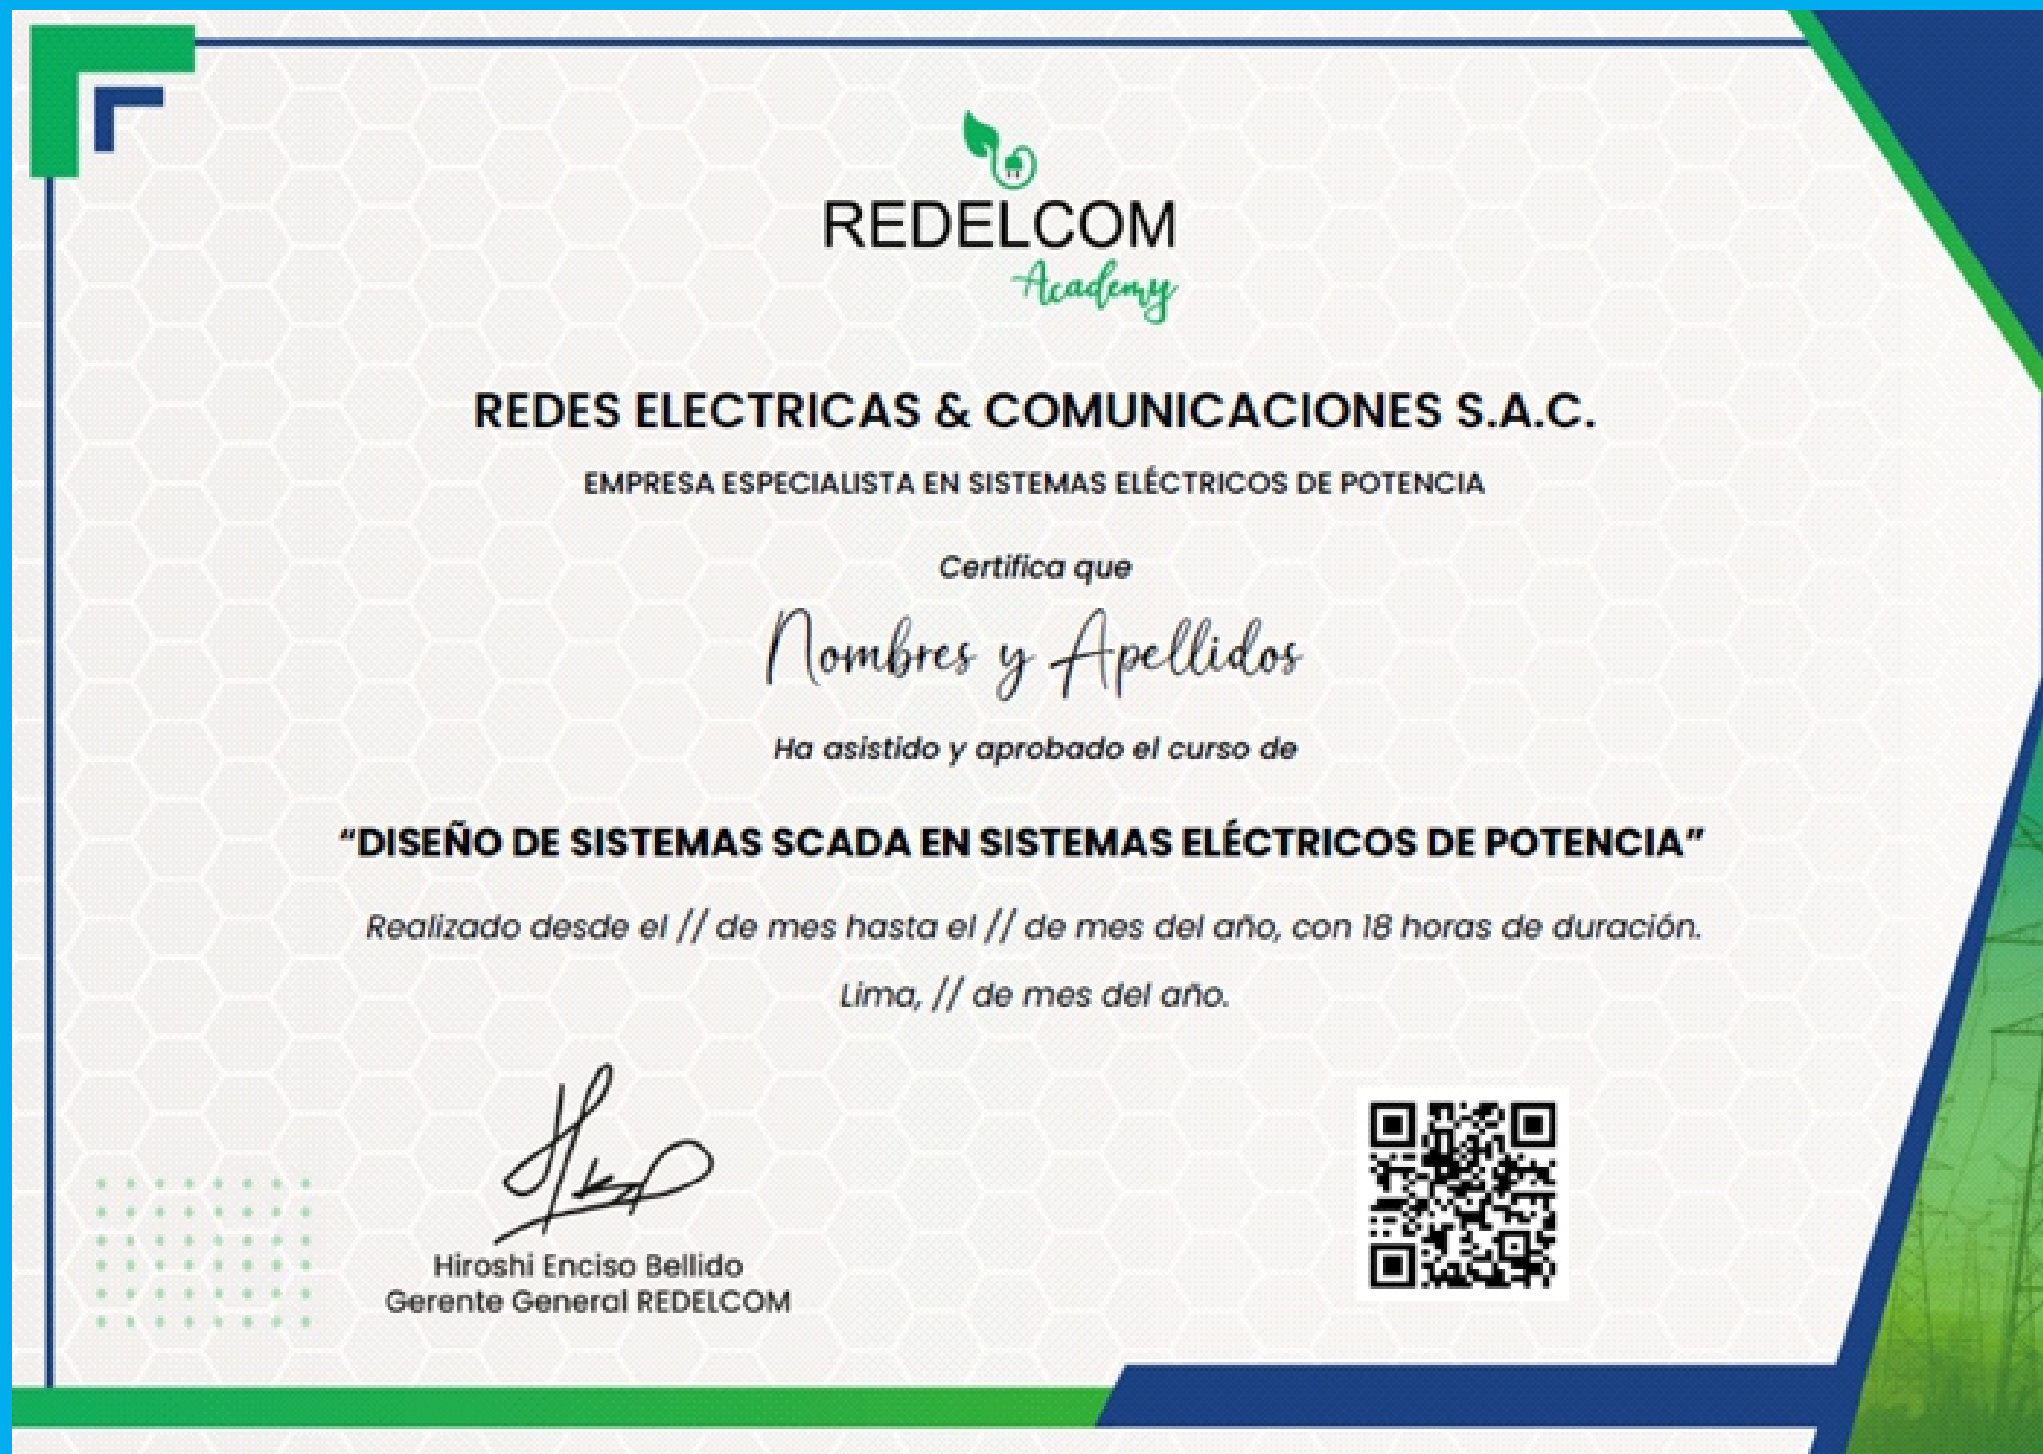 REDELCOM
Academy
REDES ELECTRICAS & COMUNICACIONES S.A.C.
EMPRESA ESPECIALISTA EN SISTEMAS ELÉCTRICOS DE POTENCIA
Certifica que
Nombres y Apellidos
Ha asistido y aprobado el curso de
“DISEÑO DE SISTEMAS SCADA EN SISTEMAS ELÉCTRICOS DE POTENCIA”
Realizado desde el // de mes hasta el // de mes del año, con 18 horas de duración.
Lima, // de mes del año.
Hiroshi Enciso Bellido
Gerente General REDELCOM